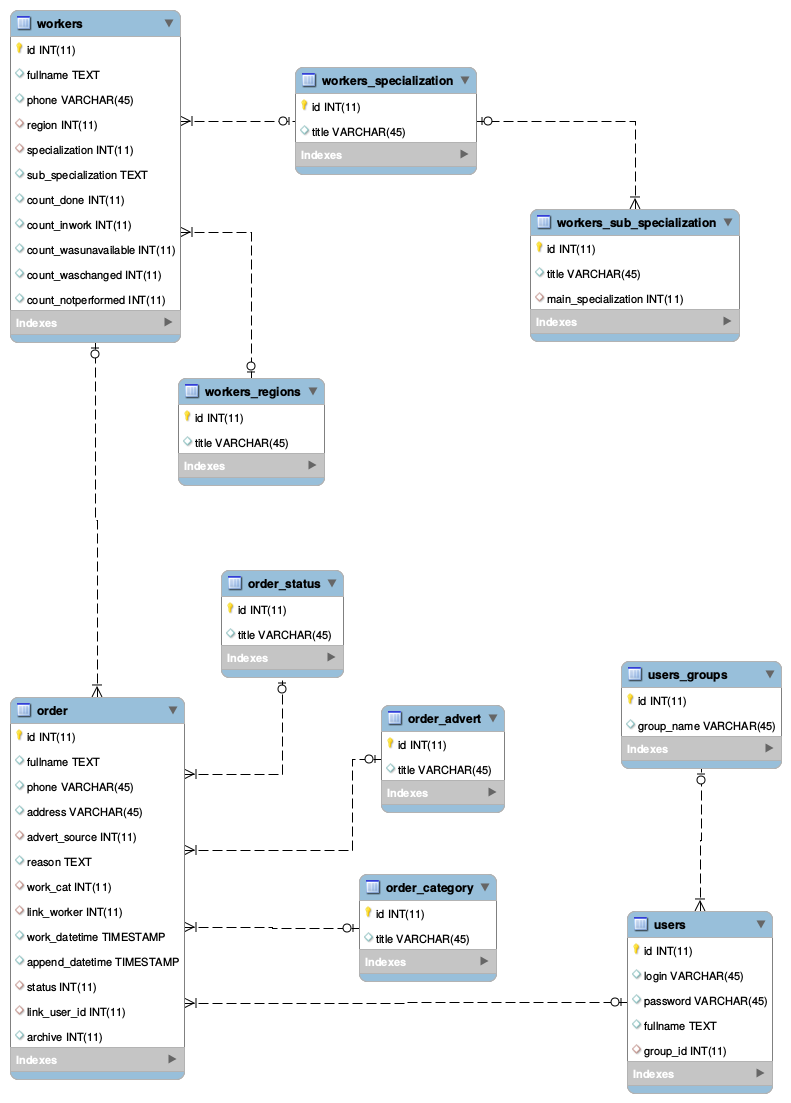 workers
id INT(11)
fullname TEXT
phone VARCHAR(45)
region INT(11)
specialization INT(11)
sub_specialization TEXT
count_done INT(11)
count_inwork INT(11)
count_wasunavailable INT(11)
count_waschanged INT(11)
count_notperformed INT(11)
Indexes
workers_specialization
id INT(11)
title VARCHAR(45)
Indexes
workers_sub_specialization
id INT(11)
title VARCHAR(45)
main_specialization INT(11)
Indexes
workers_regions
id INT(11)
title VARCHAR(45)
Indexes
order_status
id INT(11)
title VARCHAR(45)
Indexes
users_groups
id INT(11)
group_name VARCHAR(45)
Indexes
order
id INT(11)
fullname TEXT
phone VARCHAR(45)
address VARCHAR(45)
advert_source INT(11)
reason TEXT
work_cat INT(11)
link_worker INT(11)
work_datetime TIMESTAMP
append_datetime TIMESTAMP
status INT(11)
link_user_id INT(11)
archive INT(11)
Indexes
order_advert
id INT(11)
title VARCHAR(45)
Indexes
order_category
id INT(11)
title VARCHAR(45)
Indexes
users
id INT(11)
login VARCHAR(45)
password VARCHAR(45)
fullname TEXT
group_id INT(11)
Indexes